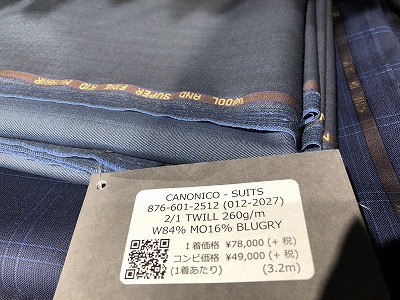 WOOL AND SUPER FINE KID MOHAIR
CANONICO - SUITS
876-601-2512 (012-2027)
2/1 TWILL 260g/m
W84% MO16% BLUGRY
1着価格 ¥78,000 (+ 税)
コンビ価格 ¥49,000 (+ 税)
(1着あたり) (3.2m)